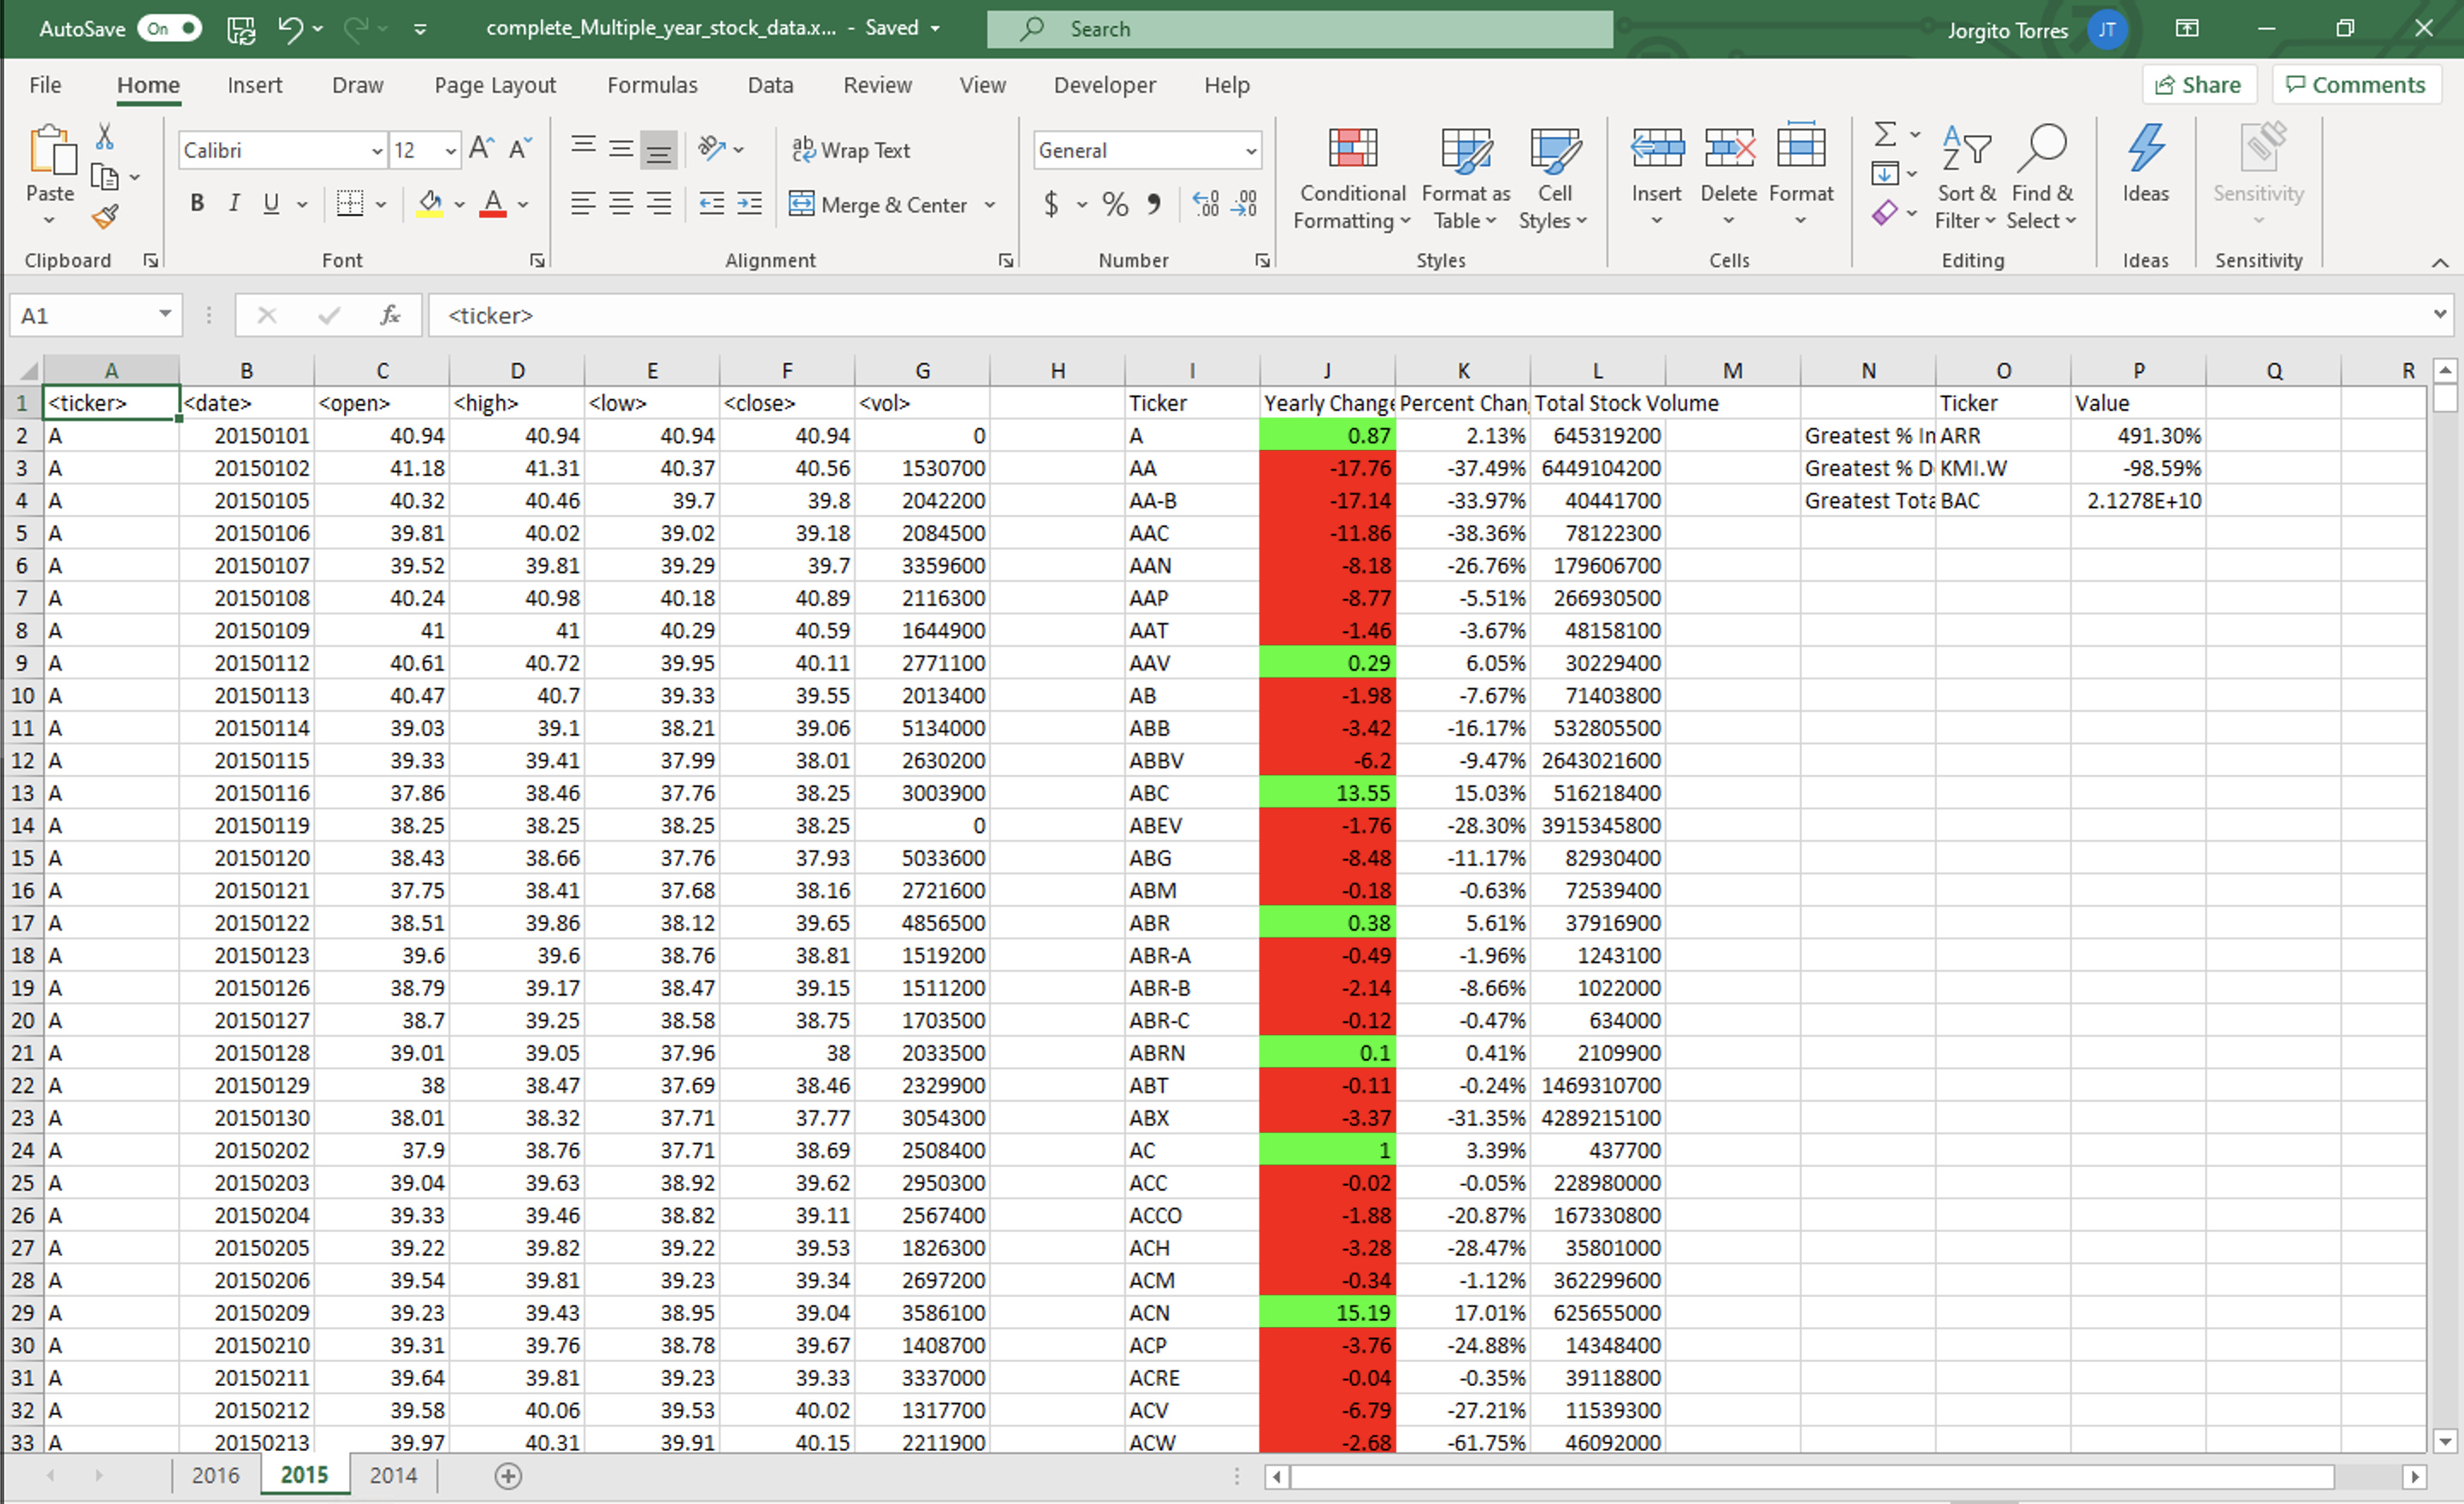 AutoSave On complete_Multiple_year_stock_data.x... - Saved Search Jorgito Torres JT
File Home Insert Draw Page Layout Formulas Data Review View Developer Help Share Comments
Paste Calibri 12 Wrap Text General Conditional Formatting Format as Table Cell Styles Insert Delete Format Sort & Filter Find & Select Ideas Sensitivity
B I U A Merge & Center $ %
Clipboard Font Alignment Number Styles Cells Editing Ideas Sensitivity
A1 fx <ticker>
A B C D E F G H I J K L M N O P Q R
1 <ticker> <date> <open> <high> <low> <close> <vol> Ticker Yearly Change Percent Chan Total Stock Volume Ticker Value
2 A 20150101 40.94 40.94 40.94 40.94 0 A 0.87 2.13% 645319200 Greatest % In ARR 491.30%
3 A 20150102 41.18 41.31 40.37 40.56 1530700 AA -17.76 -37.49% 6449104200 Greatest % D KMI.W -98.59%
4 A 20150105 40.32 40.46 39.7 39.8 2042200 AA-B -17.14 -33.97% 40441700 Greatest Tota BAC 2.1278E+10
5 A 20150106 39.81 40.02 39.02 39.18 2084500 AAC -11.86 -38.36% 78122300
6 A 20150107 39.52 39.81 39.29 39.7 3359600 AAN -8.18 -26.76% 179606700
7 A 20150108 40.24 40.98 40.18 40.89 2116300 AAP -8.77 -5.51% 266930500
8 A 20150109 41 41 40.29 40.59 1644900 AAT -1.46 -3.67% 48158100
9 A 20150112 40.61 40.72 39.95 40.11 2771100 AAV 0.29 6.05% 30229400
10 A 20150113 40.47 40.7 39.33 39.55 2013400 AB -1.98 -7.67% 71403800
11 A 20150114 39.03 39.1 38.21 39.06 5134000 ABB -3.42 -16.17% 532805500
12 A 20150115 39.33 39.41 37.99 38.01 2630200 ABBV -6.2 -9.47% 2643021600
13 A 20150116 37.86 38.46 37.76 38.25 3003900 ABC 13.55 15.03% 516218400
14 A 20150119 38.25 38.25 38.25 38.25 0 ABEV -1.76 -28.30% 3915345800
15 A 20150120 38.43 38.66 37.76 37.93 5033600 ABG -8.48 -11.17% 82930400
16 A 20150121 37.75 38.41 37.68 38.16 2721600 ABM -0.18 -0.63% 72539400
17 A 20150122 38.51 39.86 38.12 39.65 4856500 ABR 0.38 5.61% 37916900
18 A 20150123 39.6 39.6 38.76 38.81 1519200 ABR-A -0.49 -1.96% 1243100
19 A 20150126 38.79 39.17 38.47 39.15 1511200 ABR-B -2.14 -8.66% 1022000
20 A 20150127 38.7 39.25 38.58 38.75 1703500 ABR-C -0.12 -0.47% 634000
21 A 20150128 39.01 39.05 37.96 38 2033500 ABRN 0.1 0.41% 2109900
22 A 20150129 38 38.47 37.69 38.46 2329900 ABT -0.11 -0.24% 1469310700
23 A 20150130 38.01 38.32 37.71 37.77 3054300 ABX -3.37 -31.35% 4289215100
24 A 20150202 37.9 38.76 37.71 38.69 2508400 AC 1 3.39% 437700
25 A 20150203 39.04 39.63 38.92 39.62 2950300 ACC -0.02 -0.05% 228980000
26 A 20150204 39.33 39.46 38.82 39.11 2567400 ACCO -1.88 -20.87% 167330800
27 A 20150205 39.22 39.82 39.22 39.53 1826300 ACH -3.28 -28.47% 35801000
28 A 20150206 39.54 39.81 39.23 39.34 2697200 ACM -0.34 -1.12% 362299600
29 A 20150209 39.23 39.43 38.95 39.04 3586100 ACN 15.19 17.01% 625655000
30 A 20150210 39.31 39.76 38.78 39.67 1408700 ACP -3.76 -24.88% 14348400
31 A 20150211 39.64 39.81 39.23 39.33 3337000 ACRE -0.04 -0.35% 39118800
32 A 20150212 39.58 40.06 39.53 40.02 1317700 ACV -6.79 -27.21% 11539300
33 A 20150213 39.97 40.31 39.91 40.15 2211900 ACW -2.68 -61.75% 46092000
2016 2015 2014